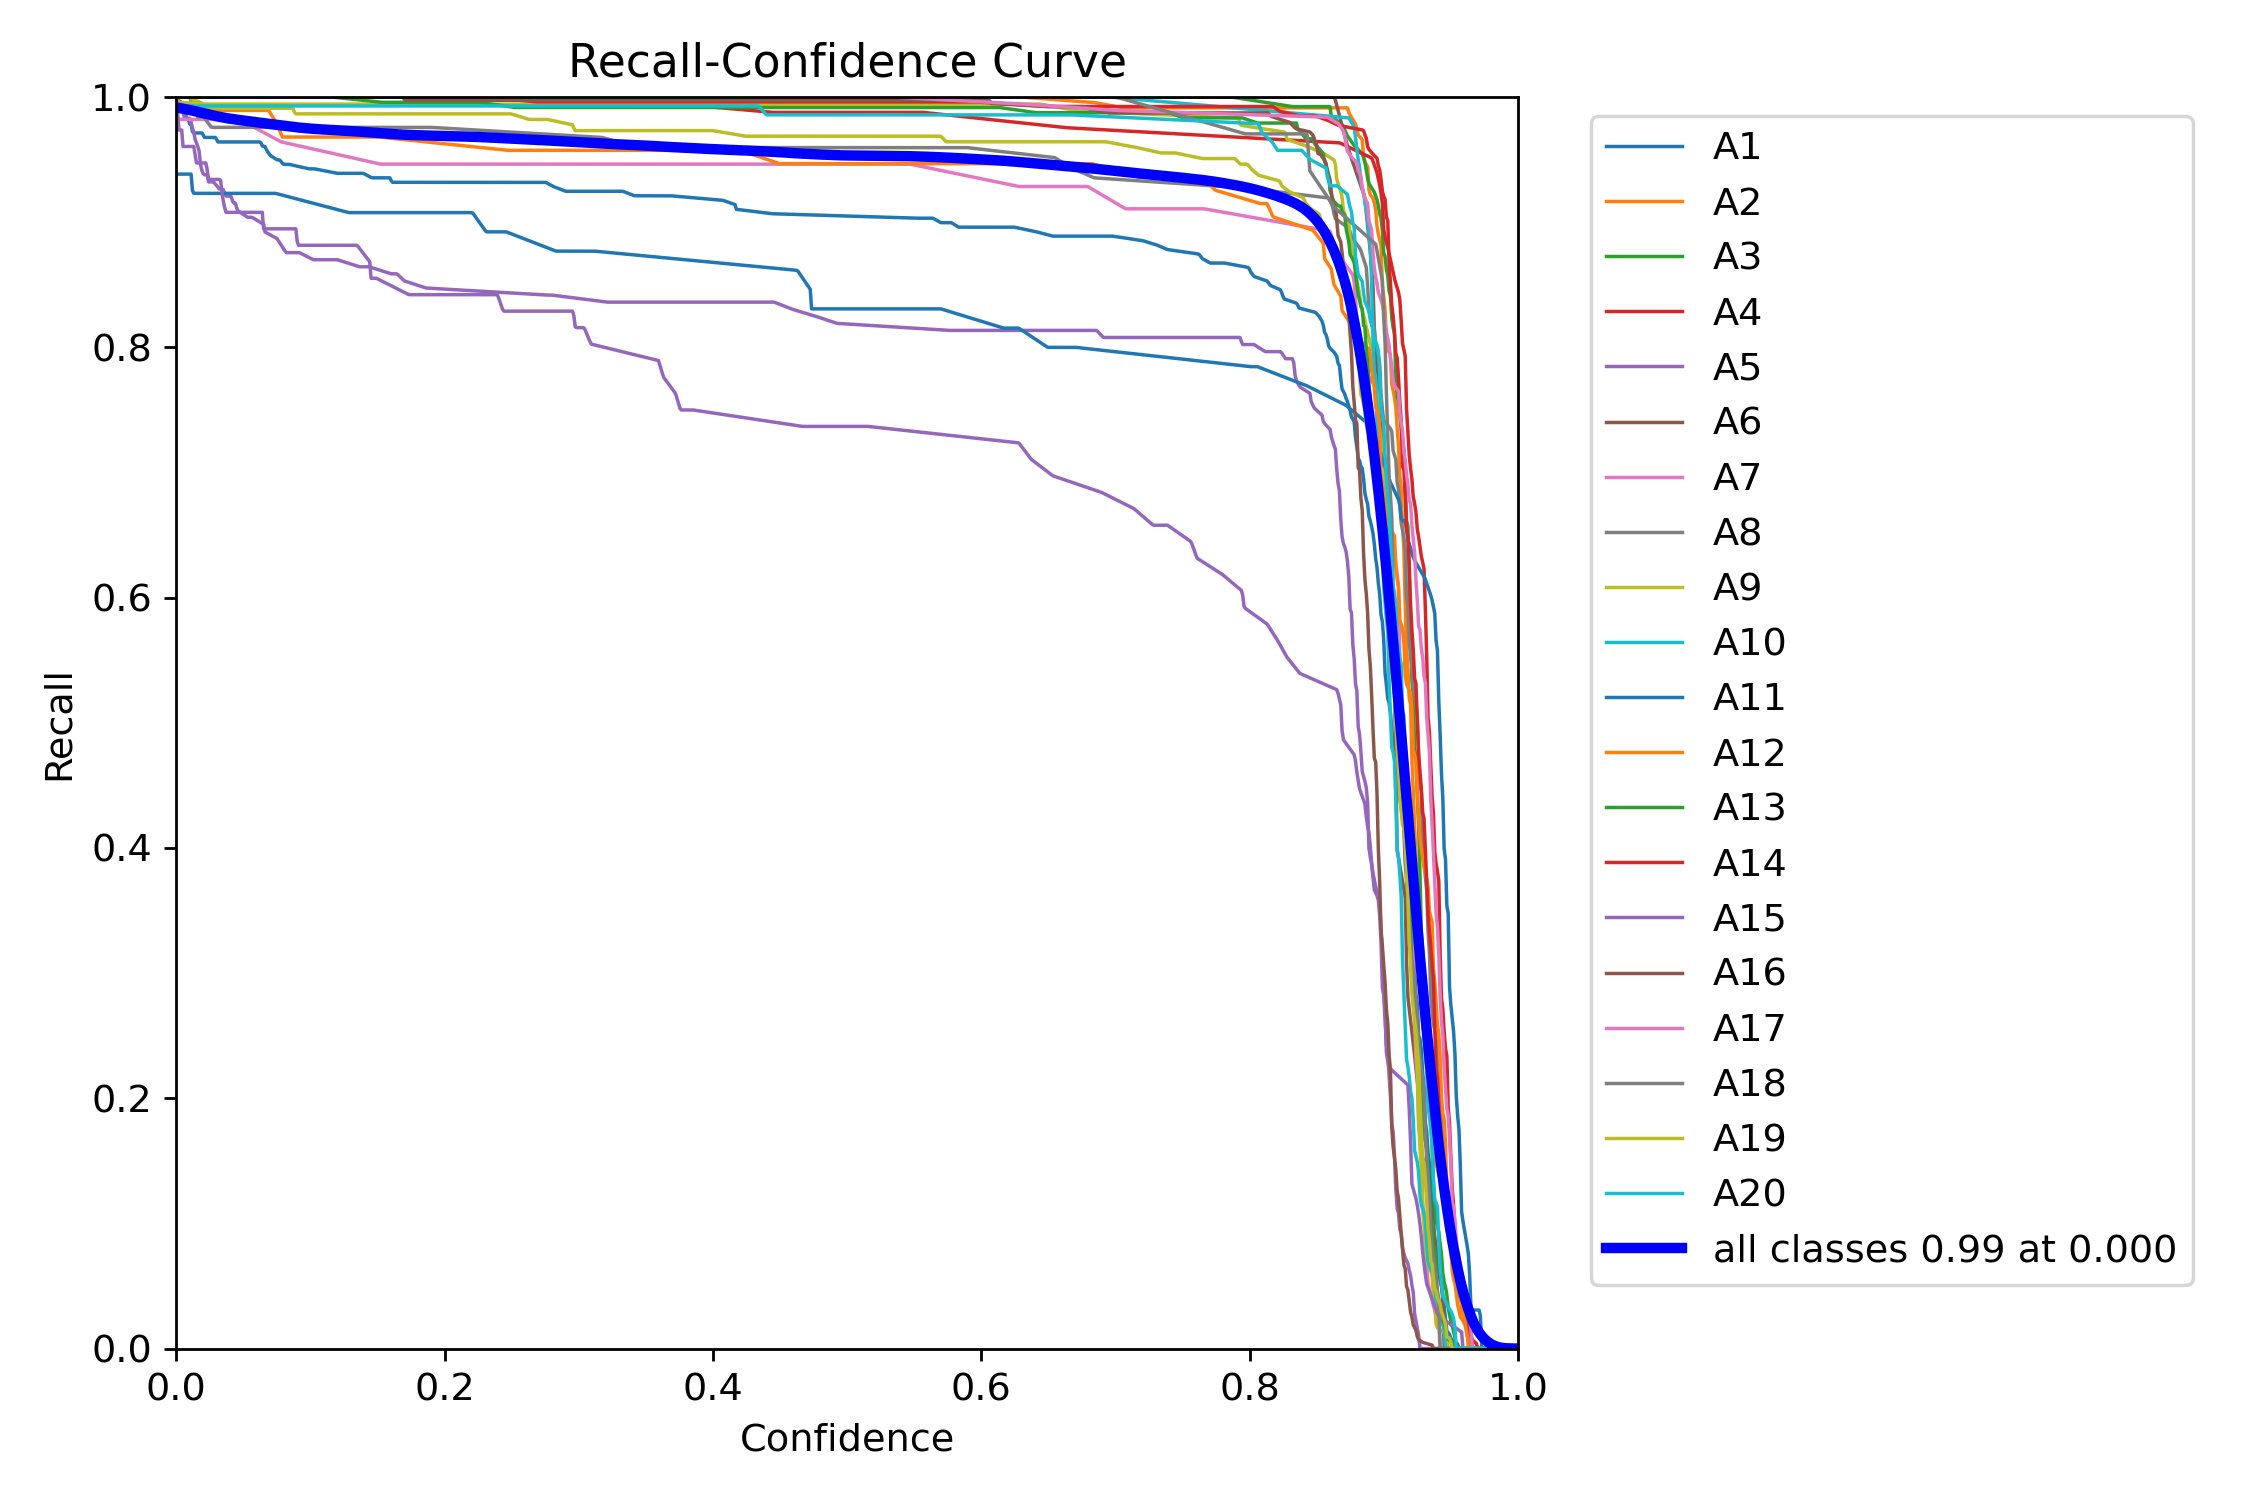 Recall-Confidence Curve
1.0
0.8
0.6
0.4
0.2
0.0
Recall
0.0 0.2 0.4 0.6 0.8 1.0
Confidence
A1
A2
A3
A4
A5
A6
A7
A8
A9
A10
A11
A12
A13
A14
A15
A16
A17
A18
A19
A20
all classes 0.99 at 0.000